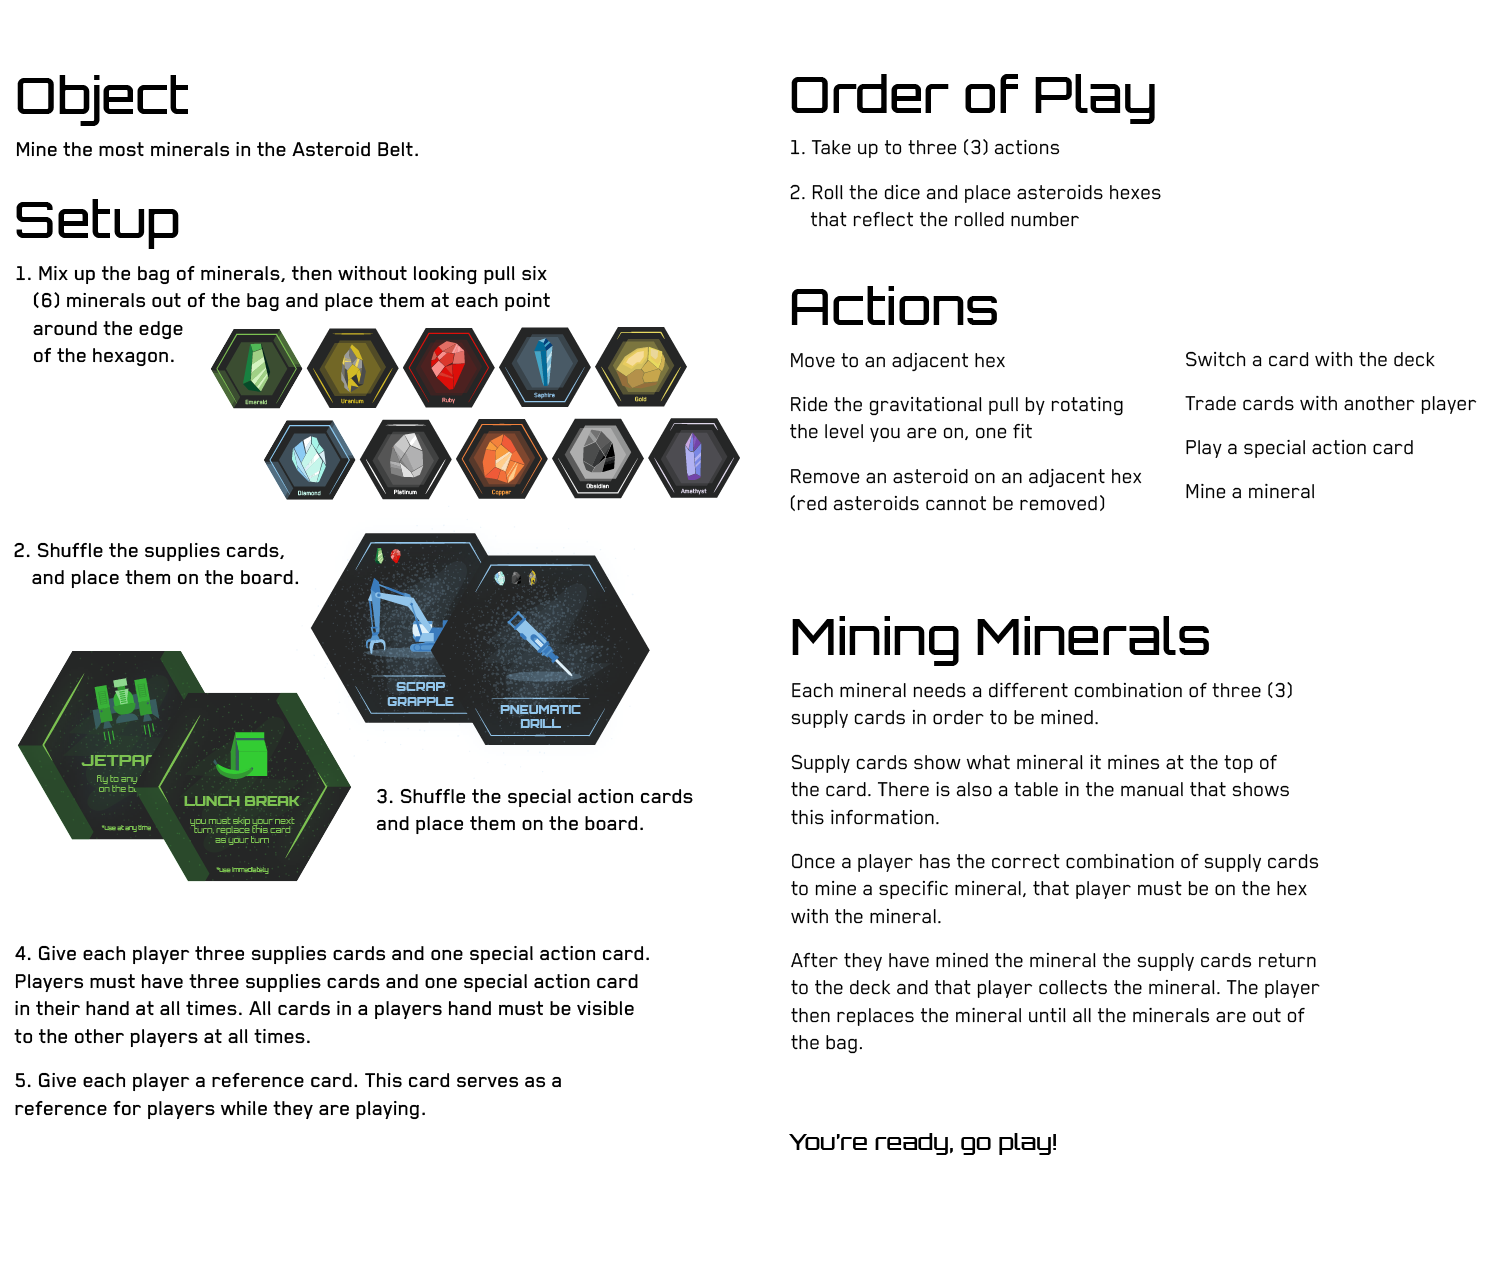 Object
Mine the most minerals in the Asteroid Belt.
Setup
1. Mix up the bag of minerals, then without looking pull six
(6) minerals out of the bag and place them at each point
around the edge
of the hexagon.
Emerald
Uranium
Ruby
Saphire
Gold
Diamond
Platinum
Copper
Obsidian
Amethyst
2. Shuffle the supplies cards,
and place them on the board.
SCRAP
GRAPPLE
PNEUMATIC
DRILL
JETPAC
fly to any
on the
*use at any time
LUNCH BREAK
you must skip your next
turn, replace this card
as your turn
*use immediately
3. Shuffle the special action cards
and place them on the board.
4. Give each player three supplies cards and one special action card.
Players must have three supplies cards and one special action card
in their hand at all times. All cards in a players hand must be visible
to the other players at all times.
5. Give each player a reference card. This card serves as a
reference for players while they are playing.
Order of Play
1. Take up to three (3) actions
2. Roll the dice and place asteroids hexes
that reflect the rolled number
Actions
Move to an adjacent hex
Ride the gravitational pull by rotating
the level you are on, one fit
Remove an asteroid on an adjacent hex
(red asteroids cannot be removed)
Switch a card with the deck
Trade cards with another player
Play a special action card
Mine a mineral
Mining Minerals
Each mineral needs a different combination of three (3)
supply cards in order to be mined.
Supply cards show what mineral it mines at the top of
the card. There is also a table in the manual that shows
this information.
Once a player has the correct combination of supply cards
to mine a specific mineral, that player must be on the hex
with the mineral.
After they have mined the mineral the supply cards return
to the deck and that player collects the mineral. The player
then replaces the mineral until all the minerals are out of
the bag.
You're ready, go play!